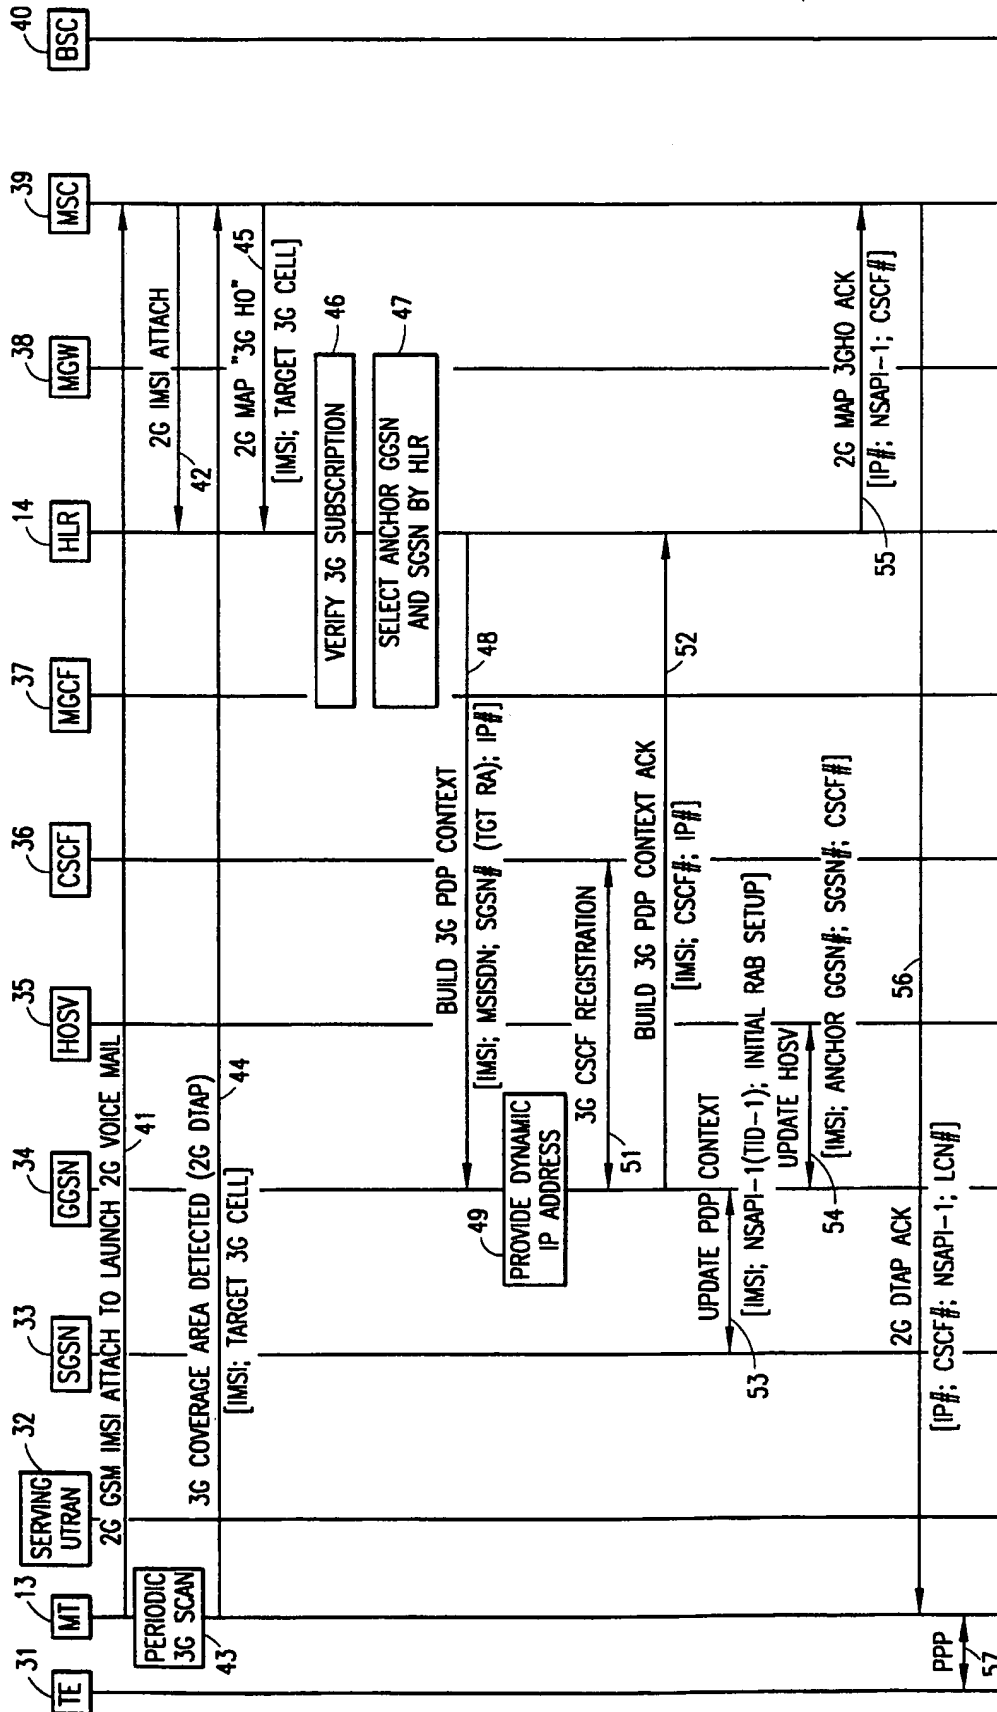 31
TE
13
MT
32
SERVING
UTRAN
33
SGSN
34
GGSN
35
HOSV
36
CSCF
37
MGCF
14
HLR
38
MGW
39
MSC
40
BSC
2G GSM IMSI ATTACH TO LAUNCH 2G VOICE MAIL
41
2G IMSI ATTACH
42
PERIODIC
3G SCAN
43
3G COVERAGE AREA DETECTED (2G DTAP)
44
[IMSI; TARGET 3G CELL]
2G MAP "3G HO"
45
[IMSI; TARGET 3G CELL]
VERIFY 3G SUBSCRIPTION
46
SELECT ANCHOR GGSN
AND SGSN BY HLR
47
BUILD 3G PDP CONTEXT
48
[IMSI; MSISDN; SGSN# (TGT RA); IP#]
49
PROVIDE DYNAMIC
IP ADDRESS
3G CSCF REGISTRATION
51
BUILD 3G PDP CONTEXT ACK
52
[IMSI; CSCF#; IP#]
UPDATE PDP CONTEXT
53
[IMSI; NSAPI-1(TID-1); INITIAL RAB SETUP]
UPDATE HOSV
54
[IMSI; ANCHOR GGSN#; SGSN#; CSCF#]
2G MAP 3GHO ACK
55
[IP#; NSAPI-1; CSCF#]
2G DTAP ACK
56
[IP#; CSCF#; NSAPI-1; LCN#]
PPP
57